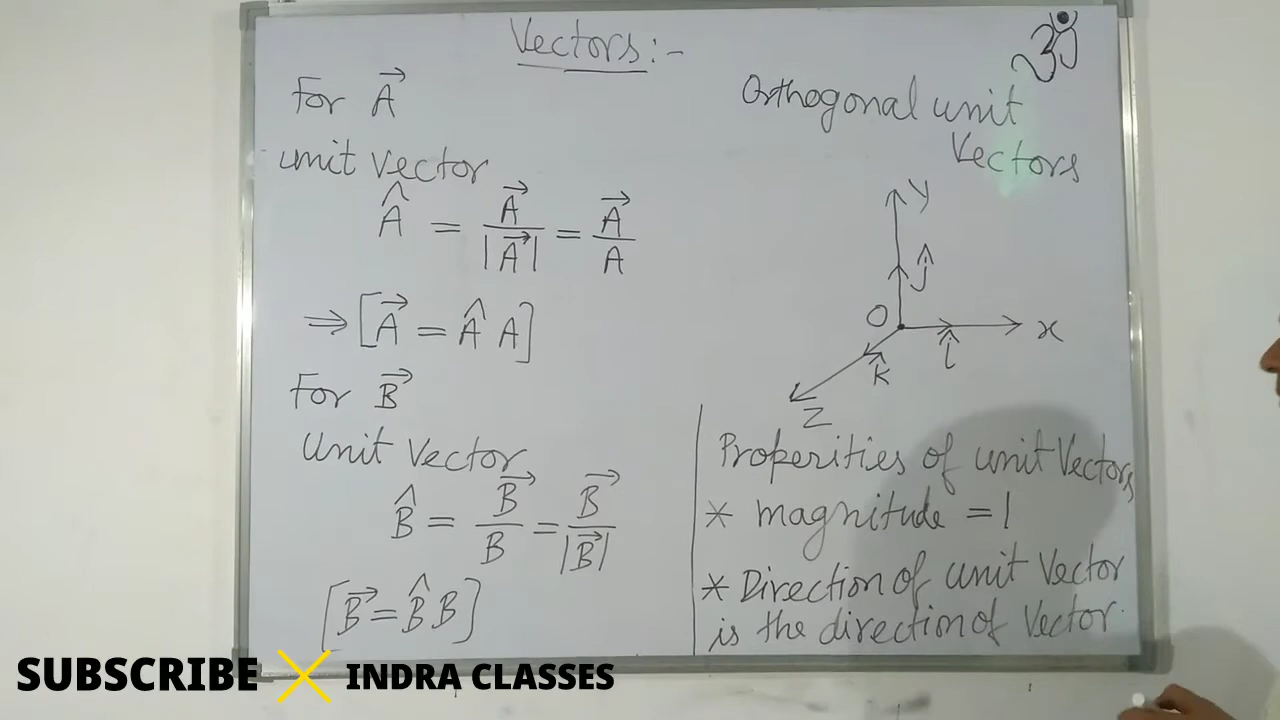 Vectors:-
ॐ
For A⃗
unit vector
Â = A⃗/|A⃗| = A⃗/A
⇒ [A⃗ = Â A]
For B⃗
Unit Vector
B̂ = B⃗/B = B⃗/|B⃗|
[B⃗ = B̂ B]
Orthogonal unit
Vectors
y
ĵ
O
x
î
k̂
Z
Properities of unit Vectors
* magnitude = 1
* Direction of unit Vector
is the direction of Vector.
SUBSCRIBE INDRA CLASSES